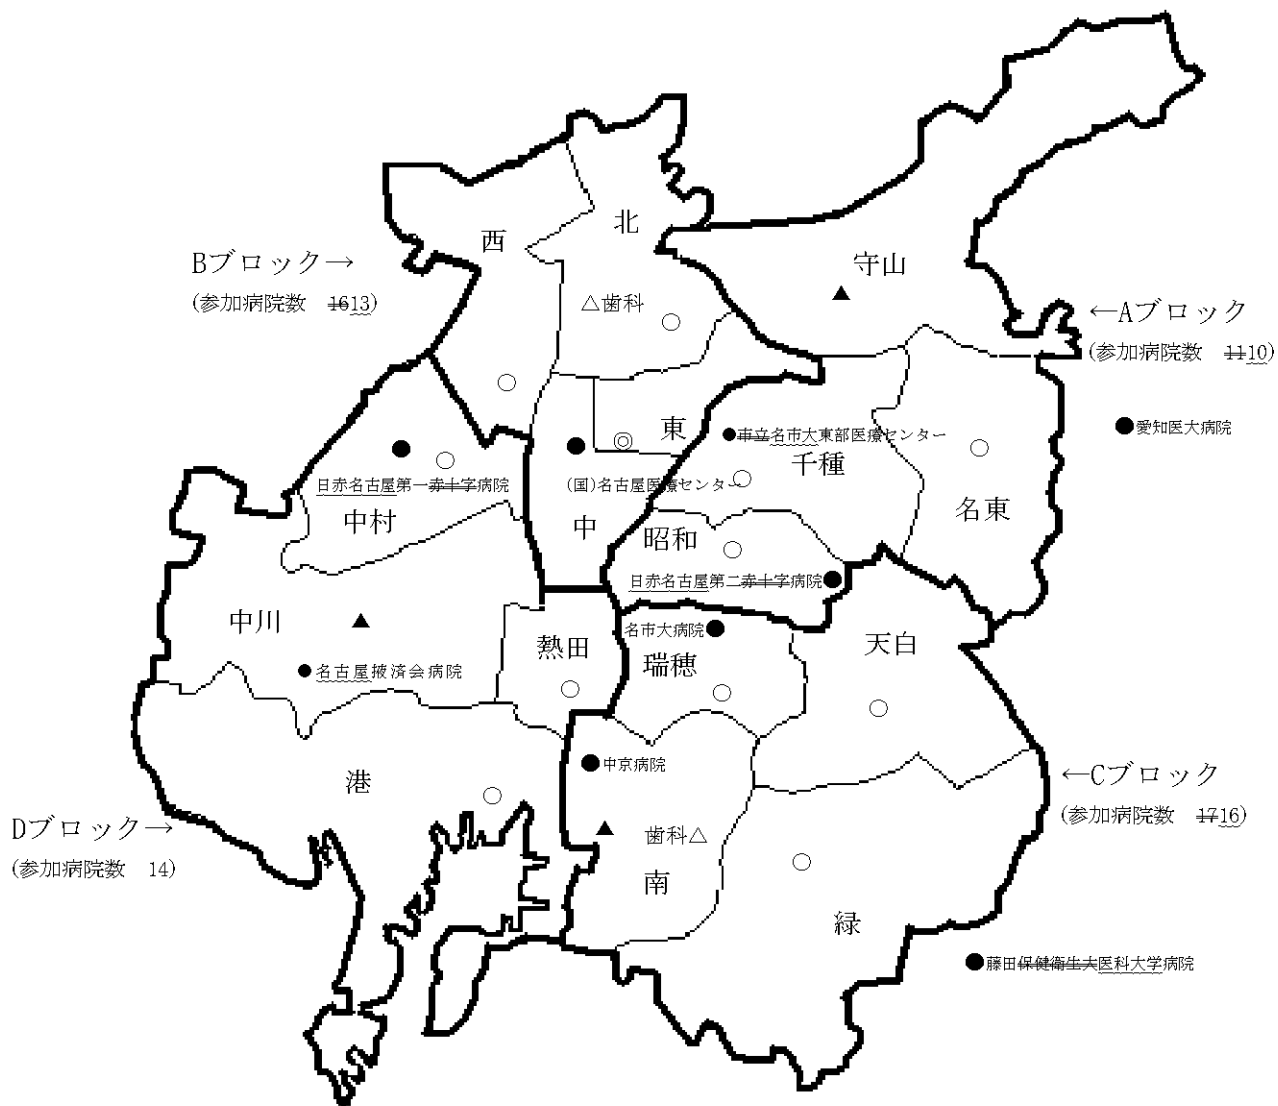 北
西
守山
Bブロック→
(参加病院数 1613)
△歯科
←Aブロック
(参加病院数 1110)
東
●愛知医大病院
●市立名市大東部医療センター
千種
日赤名古屋第一赤十字病院
(国)名古屋医療センター
名東
中村
中
昭和
日赤名古屋第二赤十字病院
中川
熱田
名市大病院
天白
瑞穂
●名古屋掖済会病院
●中京病院
港
←Cブロック
(参加病院数 1716)
Dブロック→
(参加病院数 14)
歯科△
南
緑
●藤田保健衛生大医科大学病院